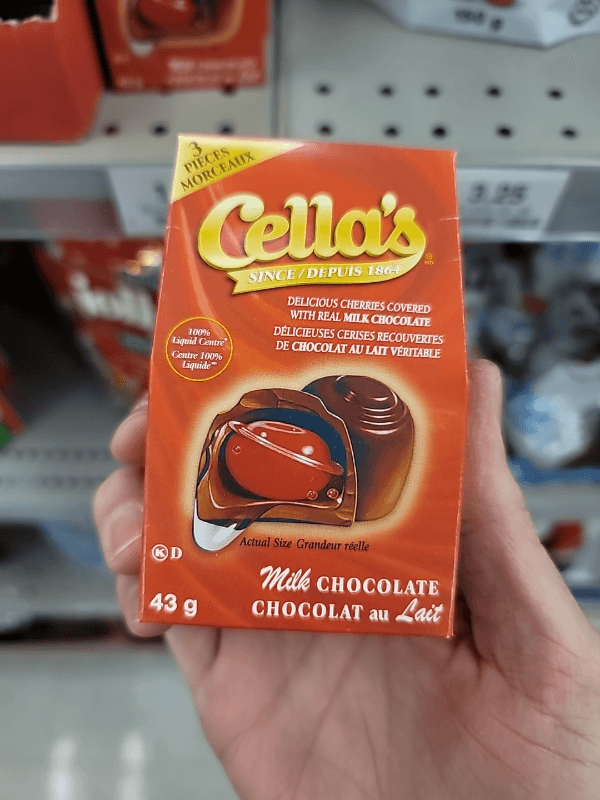 3
PIECES
MORCEAUX
Cella's
SINCE / DEPUIS 1864
DELICIOUS CHERRIES COVERED
WITH REAL MILK CHOCOLATE
DÉLICIEUSES CERISES RECOUVERTES
DE CHOCOLAT AU LAIT VÉRITABLE
100%
Liquid Centre
Centre 100%
Liquide
Actual Size Grandeur réelle
K D
Milk CHOCOLATE
43 g
CHOCOLAT au Lait
3.25